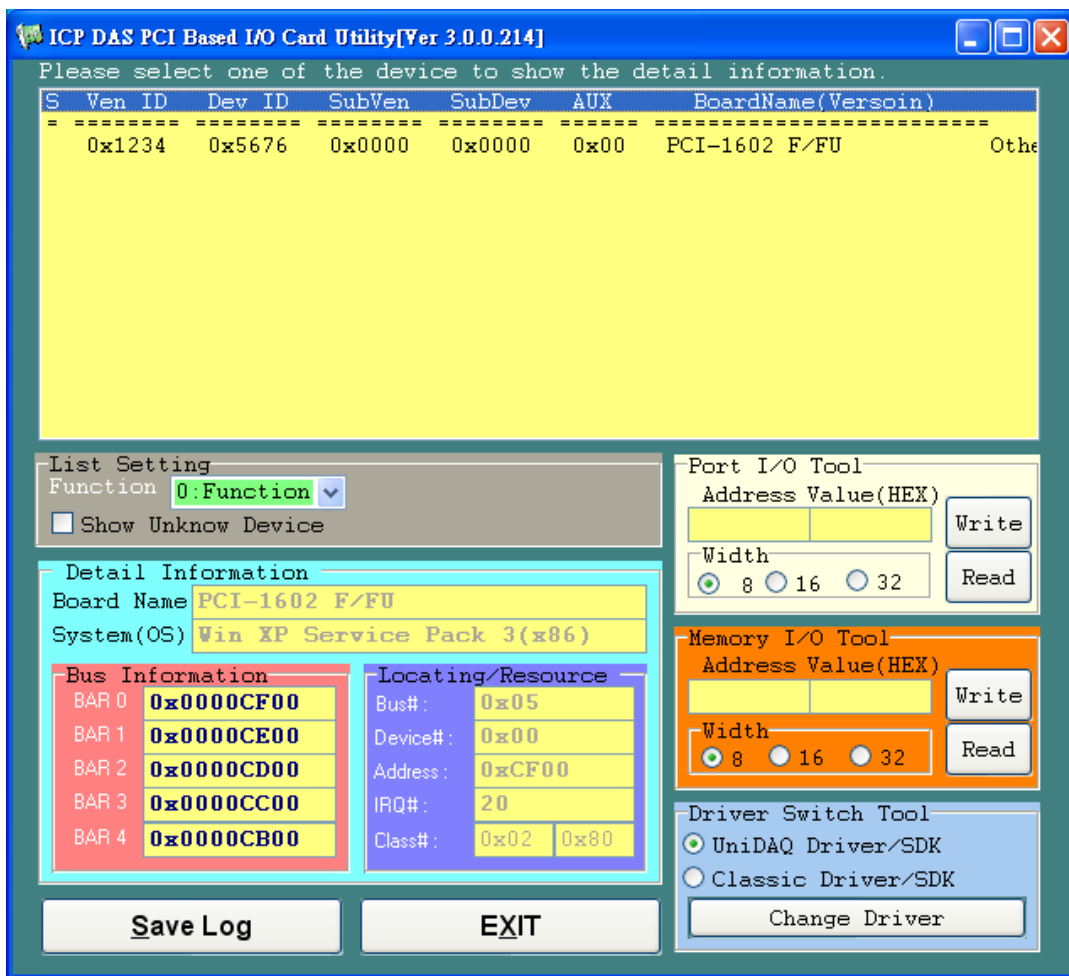 ICP DAS PCI Based I/O Card Utility[Ver 3.0.0.214]
Please select one of the device to show the detail information.
S Ven ID Dev ID SubVen SubDev AUX BoardName(Versoin)
= ======== ======== ======== ======== ====== =========================
0x1234 0x5676 0x0000 0x0000 0x00 PCI-1602 F/FU Othe
List Setting
Function 0:Function
Show Unknow Device
Detail Information
Board Name PCI-1602 F/FU
System(OS) Win XP Service Pack 3(x86)
Bus Information
BAR 0 0x0000CF00
BAR 1 0x0000CE00
BAR 2 0x0000CD00
BAR 3 0x0000CC00
BAR 4 0x0000CB00
Locating/Resource
Bus# : 0x05
Device# : 0x00
Address : 0xCF00
IRQ# : 20
Class# : 0x02 0x80
Save Log
EXIT
Port I/O Tool
Address Value(HEX)
Write
Width
8 16 32
Read
Memory I/O Tool
Address Value(HEX)
Write
Width
8 16 32
Read
Driver Switch Tool
UniDAQ Driver/SDK
Classic Driver/SDK
Change Driver